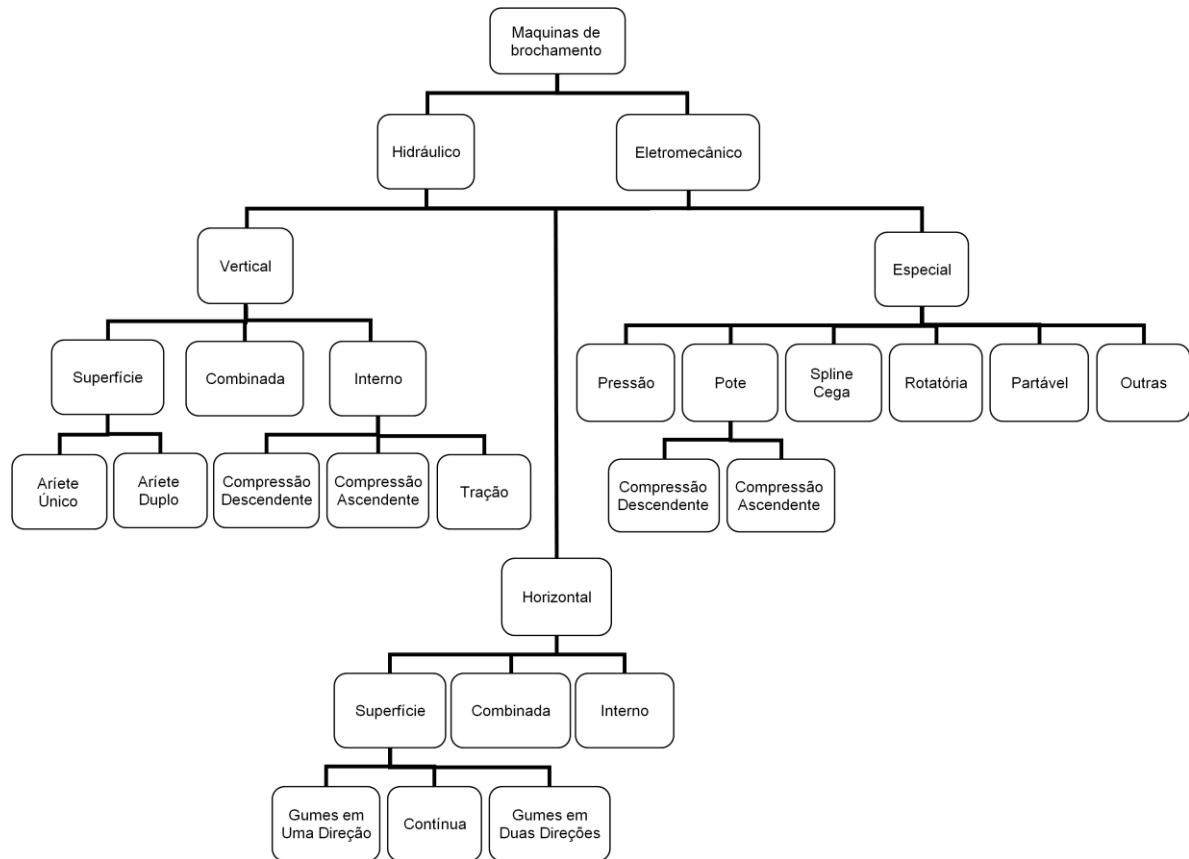 Maquinas de
brochamento
Hidráulico
Eletromecânico
Vertical
Especial
Superfície
Combinada
Interno
Pressão
Pote
Spline
Cega
Rotatória
Partável
Outras
Aríete
Único
Aríete
Duplo
Compressão
Descendente
Compressão
Ascendente
Tração
Compressão
Descendente
Compressão
Ascendente
Horizontal
Superfície
Combinada
Interno
Gumes em
Uma Direção
Contínua
Gumes em
Duas Direções